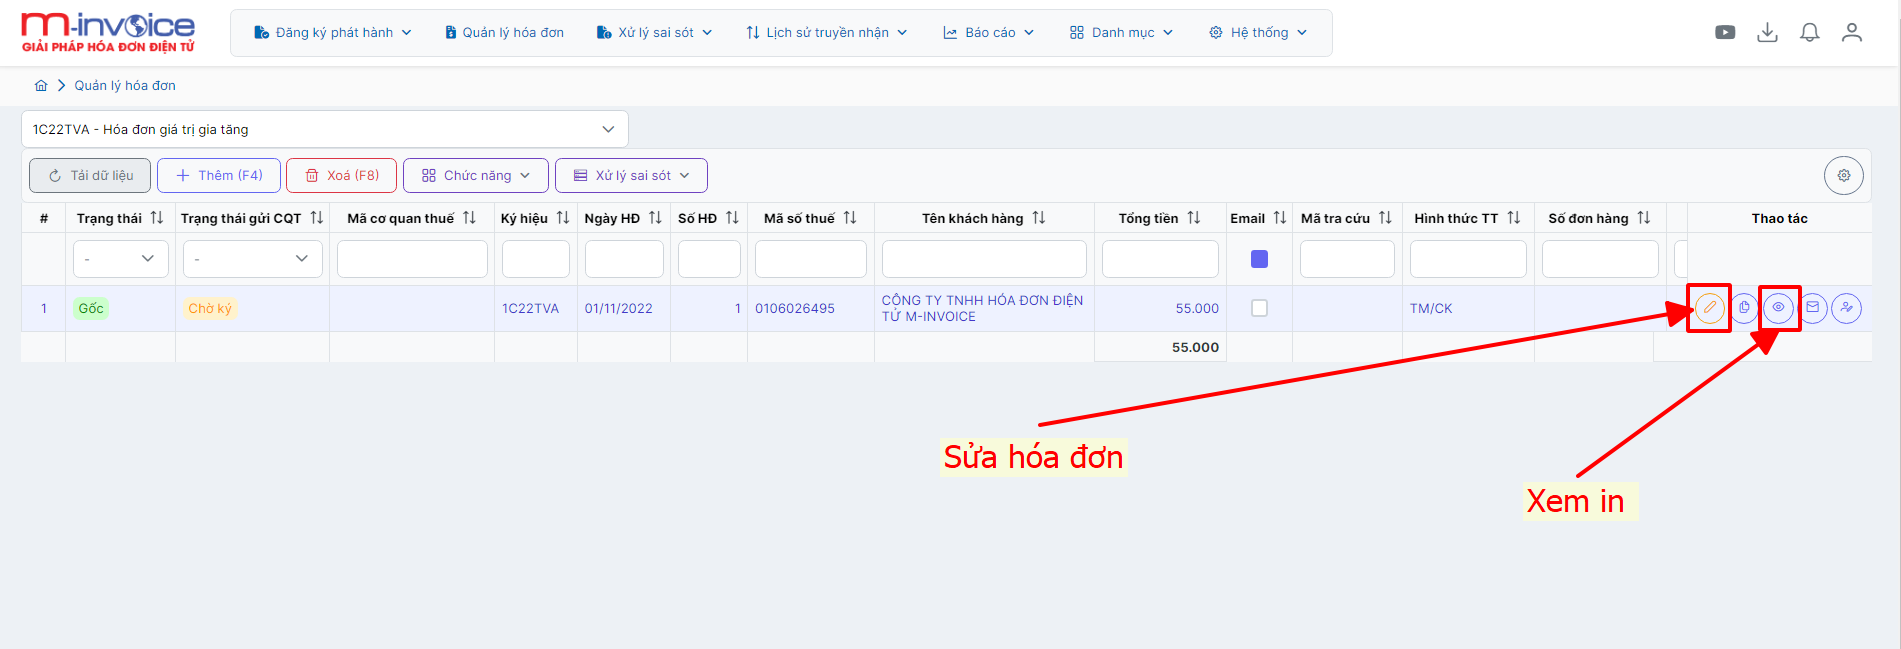 m-invoice
GIẢI PHÁP HÓA ĐƠN ĐIỆN TỬ
Đăng ký phát hành
Quản lý hóa đơn
Xử lý sai sót
Lịch sử truyền nhận
Báo cáo
Danh mục
Hệ thống
Quản lý hóa đơn
1C22TVA - Hóa đơn giá trị gia tăng
Tải dữ liệu
Thêm (F4)
Xoá (F8)
Chức năng
Xử lý sai sót
# Trạng thái Trạng thái gửi CQT Mã cơ quan thuế Ký hiệu Ngày HĐ Số HĐ Mã số thuế Tên khách hàng Tổng tiền Email Mã tra cứu Hình thức TT Số đơn hàng Thao tác
- -
1 Gốc Chờ ký 1C22TVA 01/11/2022 1 0106026495 CÔNG TY TNHH HÓA ĐƠN ĐIỆN 55.000 TM/CK
TỬ M-INVOICE
55.000
Sửa hóa đơn
Xem in